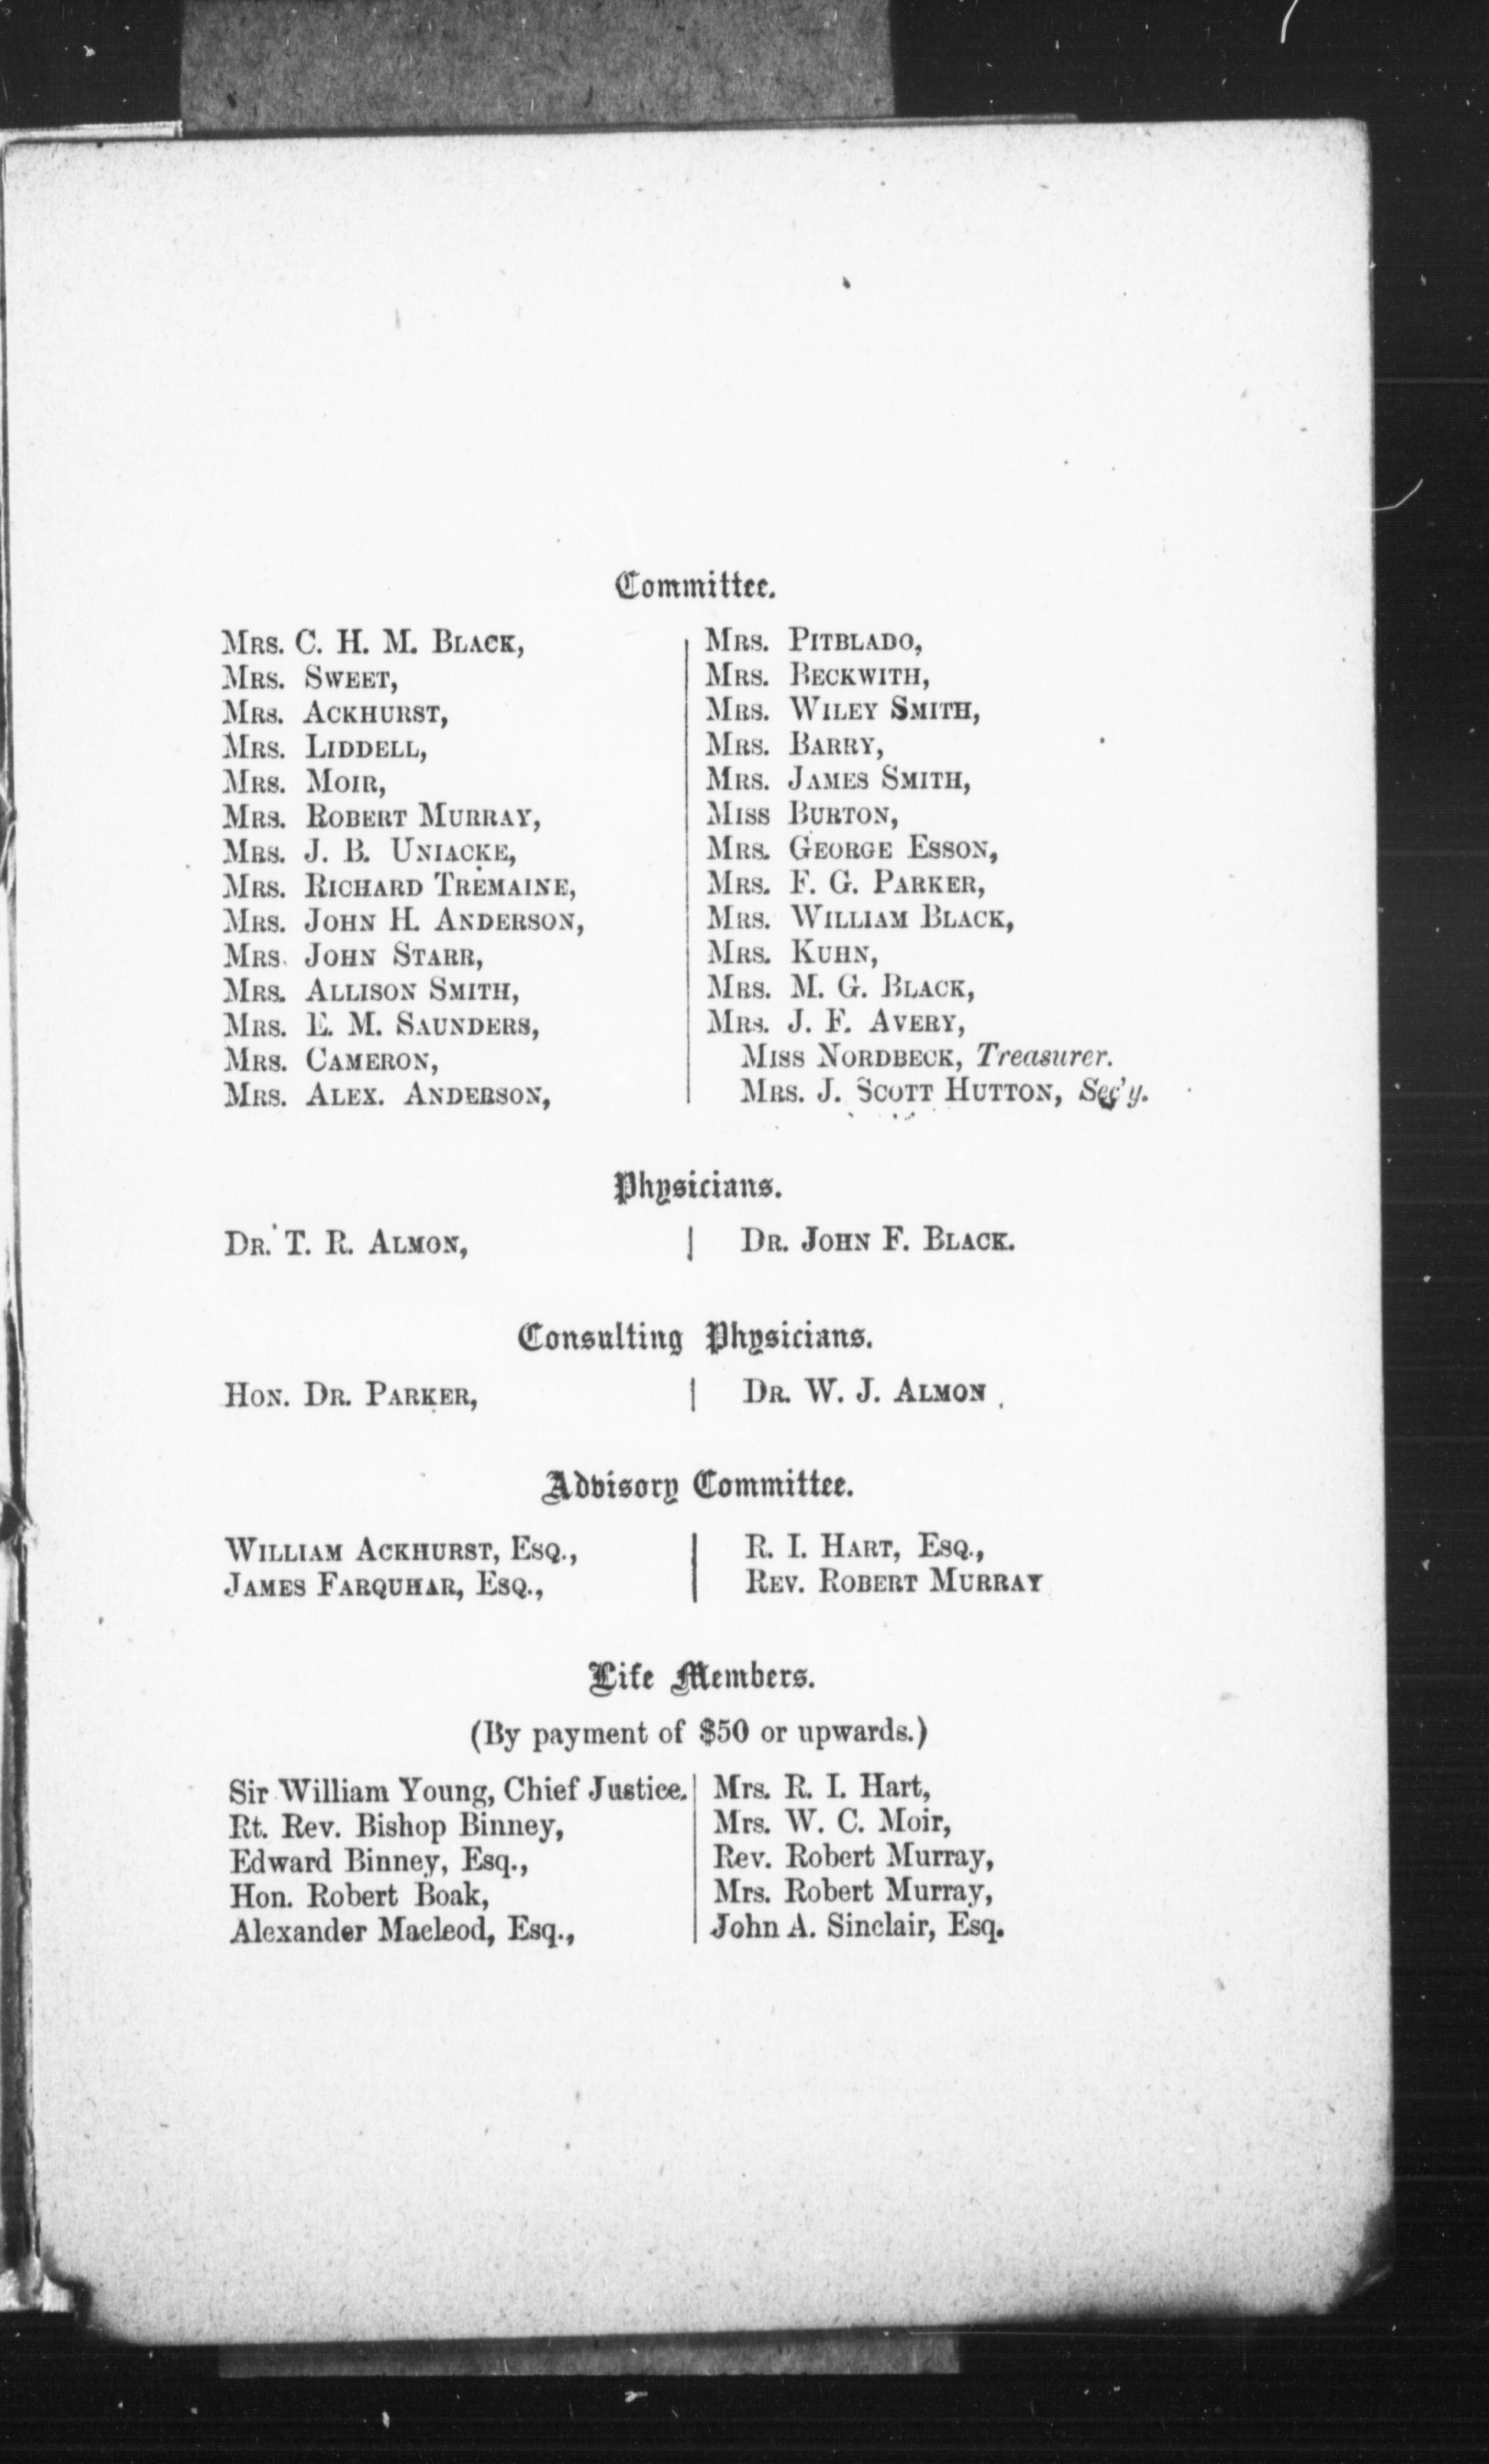 Committee.
MRS. C. H. M. BLACK,
MRS. SWEET,
MRS. ACKHURST,
MRS. LIDDELL,
MRS. MOIR,
MRS. ROBERT MURRAY,
MRS. J. B. UNIACKE,
MRS. RICHARD TREMAINE,
MRS. JOHN H. ANDERSON,
MRS. JOHN STARR,
MRS. ALLISON SMITH,
MRS. E. M. SAUNDERS,
MRS. CAMERON,
MRS. ALEX. ANDERSON,
MRS. PITBLADO,
MRS. BECKWITH,
MRS. WILEY SMITH,
MRS. BARRY,
MRS. JAMES SMITH,
MISS BURTON,
MRS. GEORGE ESSON,
MRS. F. G. PARKER,
MRS. WILLIAM BLACK,
MRS. KUHN,
MRS. M. G. BLACK,
MRS. J. F. AVERY,
MISS NORDBECK, Treasurer.
MRS. J. SCOTT HUTTON, Sec'y.
Physicians.
DR. T. R. ALMON,
DR. JOHN F. BLACK.
Consulting Physicians.
HON. DR. PARKER,
DR. W. J. ALMON.
Advisory Committee.
WILLIAM ACKHURST, ESQ.,
JAMES FARQUHAR, ESQ.,
R. I. HART, ESQ.,
REV. ROBERT MURRAY
Life Members.
(By payment of $50 or upwards.)
Sir William Young, Chief Justice.
Rt. Rev. Bishop Binney,
Edward Binney, Esq.,
Hon. Robert Boak,
Alexander Macleod, Esq.,
Mrs. R. I. Hart,
Mrs. W. C. Moir,
Rev. Robert Murray,
Mrs. Robert Murray,
John A. Sinclair, Esq.